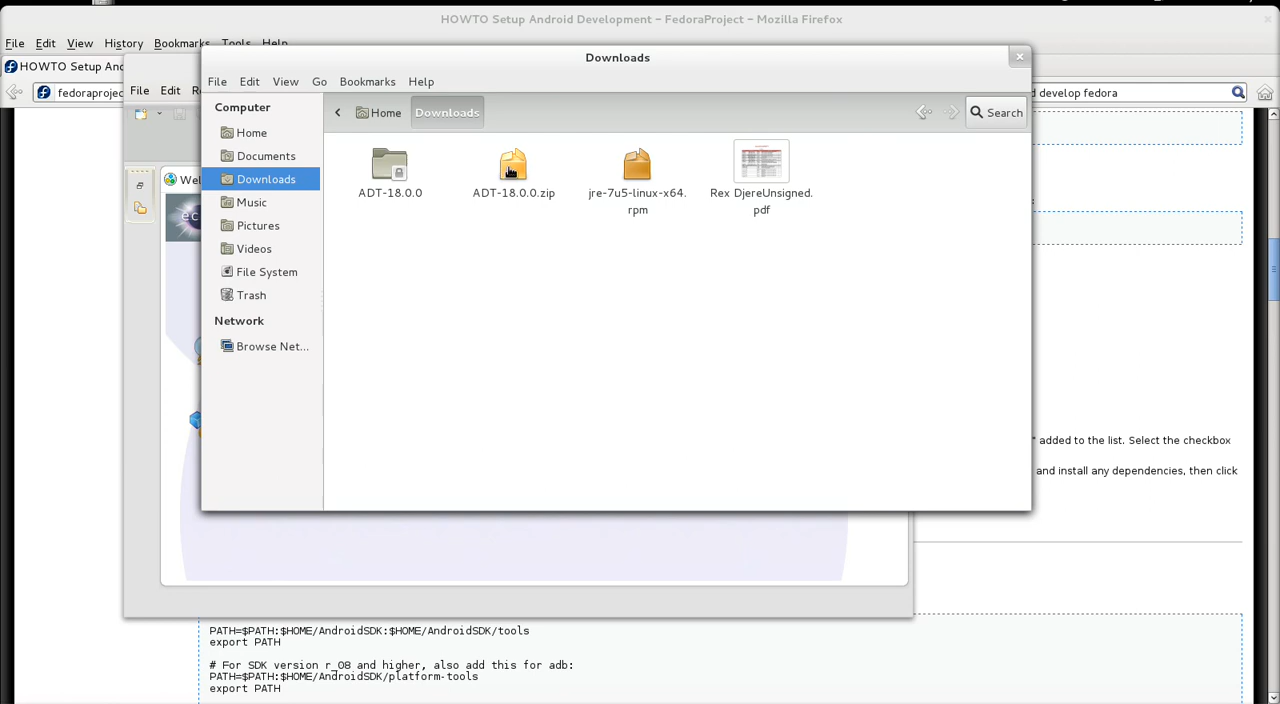 HOWTO Setup Android Development – FedoraProject – Mozilla Firefox
File Edit View History Bookmarks Tools Help
HOWTO Setup And
fedoraprojec
d develop fedora
File Edit R
Wel
ec
Downloads
File Edit View Go Bookmarks Help
Computer
Home
Documents
Downloads
Music
Pictures
Videos
File System
Trash
Network
Browse Net...
Home Downloads
Search
ADT-18.0.0
ADT-18.0.0.zip
jre-7u5-linux-x64.
rpm
Rex DjereUnsigned.
pdf
" added to the list. Select the checkbox
and install any dependencies, then click
PATH=$PATH:$HOME/AndroidSDK:$HOME/AndroidSDK/tools
export PATH
# For SDK version r_08 and higher, also add this for adb:
PATH=$PATH:$HOME/AndroidSDK/platform-tools
export PATH